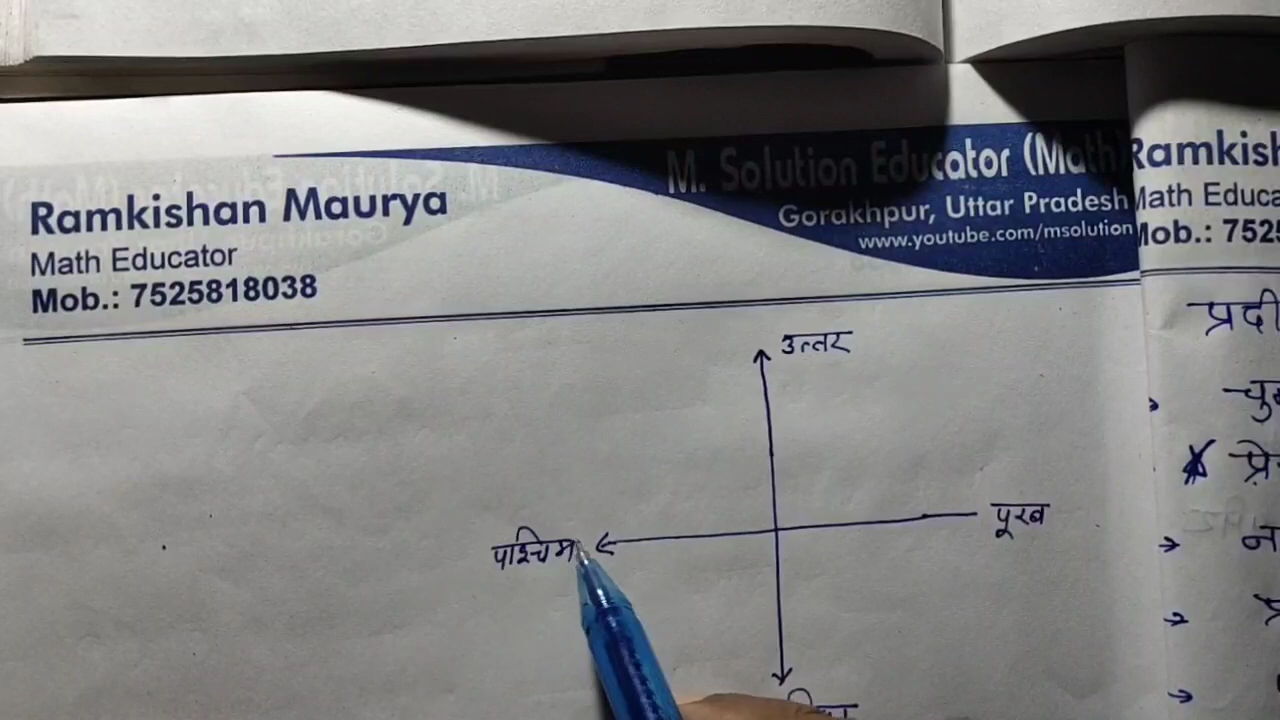 Ramkishan Maurya
Math Educator
Mob.: 7525818038
M. Solution Educator (Math)
Gorakhpur, Uttar Pradesh
www.youtube.com/msolution
Ramkish
Math Educa
Mob.: 752
उत्तर
पूरब
पश्चिम
प्रदी